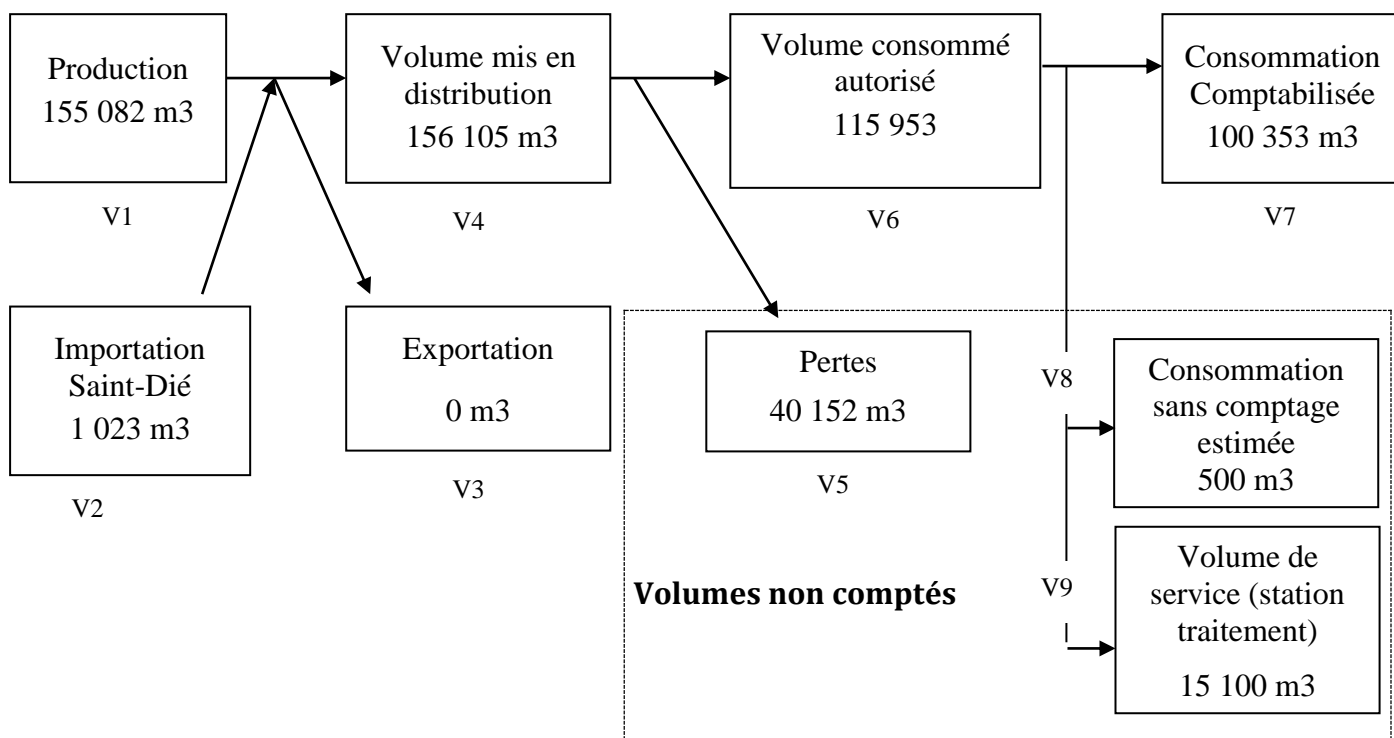 Production
155 082 m3
V1
Volume mis en
distribution
156 105 m3
V4
Volume consommé
autorisé
115 953
V6
Consommation
Comptabilisée
100 353 m3
V7
Importation
Saint-Dié
1 023 m3
V2
Exportation
0 m3
V3
Pertes
40 152 m3
V5
V8
Consommation
sans comptage
estimée
500 m3
Volumes non comptés
V9
Volume de
service (station
traitement)
15 100 m3